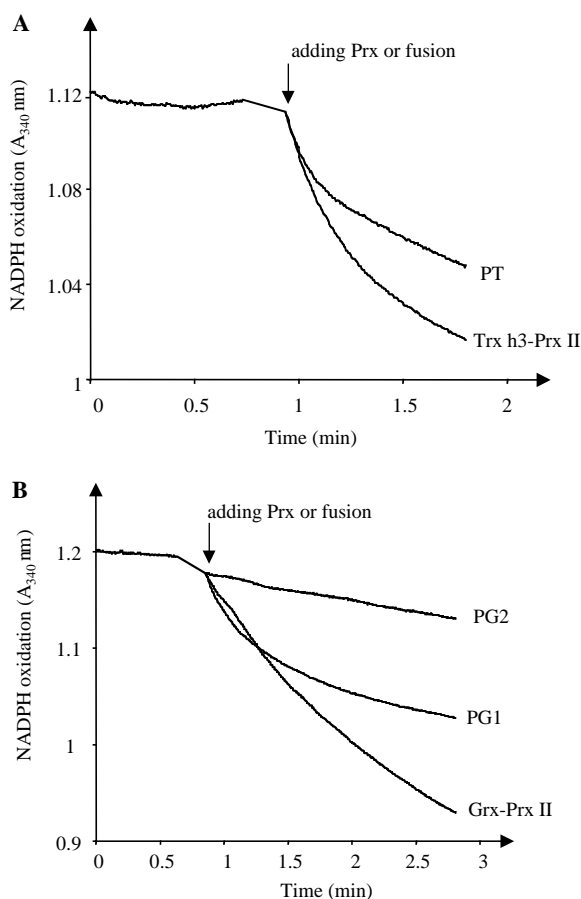 A
adding Prx or fusion
NADPH oxidation (A340 nm)
1.12
1.08
1.04
1
PT
Trx h3-Prx II
0 0.5 1 1.5 2
Time (min)
B
adding Prx or fusion
NADPH oxidation (A340 nm)
1.2
1.1
1
0.9
PG2
PG1
Grx-Prx II
0 0.5 1 1.5 2 2.5 3
Time (min)